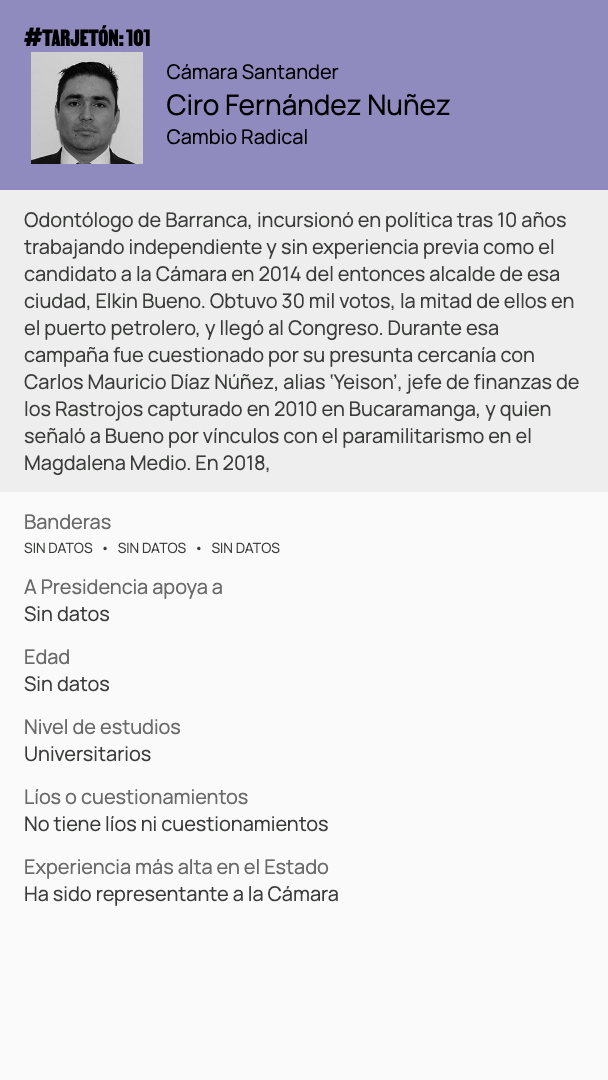 #TARJETÓN: 101
Cámara Santander
Ciro Fernández Nuñez
Cambio Radical
Odontólogo de Barranca, incursionó en política tras 10 años
trabajando independiente y sin experiencia previa como el
candidato a la Cámara en 2014 del entonces alcalde de esa
ciudad, Elkin Bueno. Obtuvo 30 mil votos, la mitad de ellos en
el puerto petrolero, y llegó al Congreso. Durante esa
campaña fue cuestionado por su presunta cercanía con
Carlos Mauricio Díaz Núñez, alias ‘Yeison’, jefe de finanzas de
los Rastrojos capturado en 2010 en Bucaramanga, y quien
señaló a Bueno por vínculos con el paramilitarismo en el
Magdalena Medio. En 2018,
Banderas
SIN DATOS • SIN DATOS • SIN DATOS
A Presidencia apoya a
Sin datos
Edad
Sin datos
Nivel de estudios
Universitarios
Líos o cuestionamientos
No tiene líos ni cuestionamientos
Experiencia más alta en el Estado
Ha sido representante a la Cámara